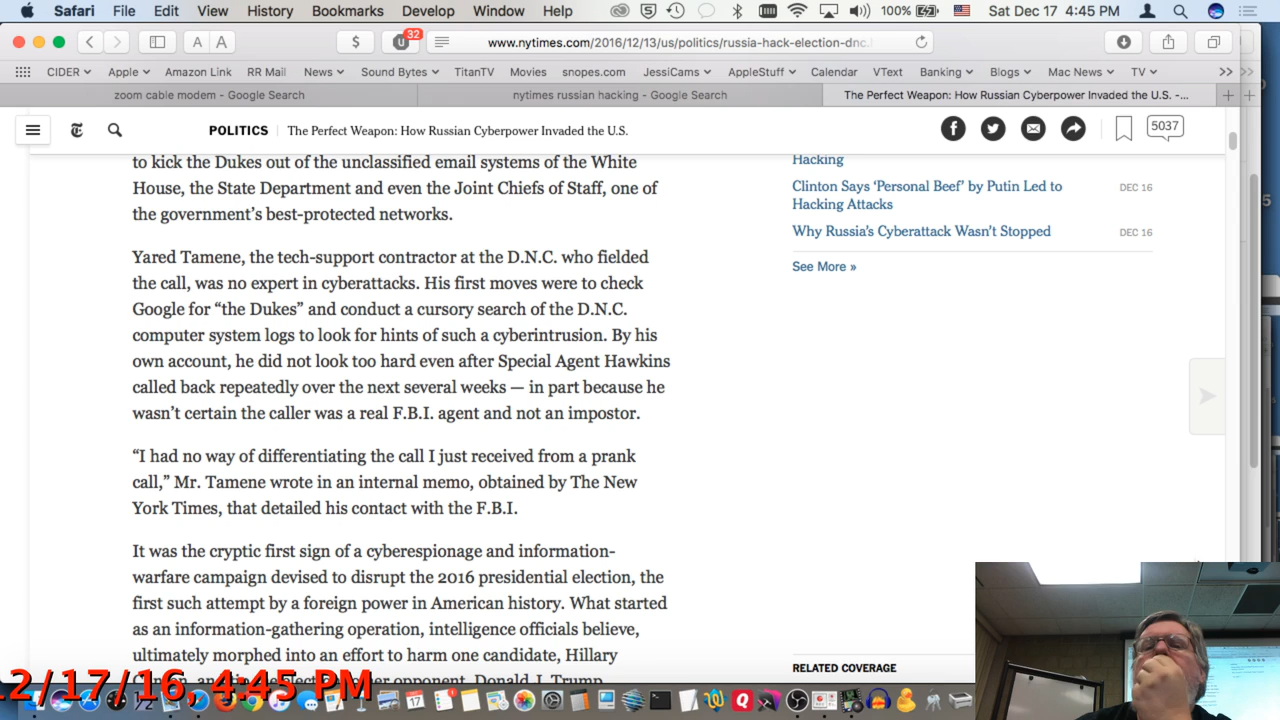 Safari File Edit View History Bookmarks Develop Window Help 100% Sat Dec 17 4:45 PM
A A $ 32 www.nytimes.com/2016/12/13/us/politics/russia-hack-election-dnc.
CIDER Apple Amazon Link RR Mail News Sound Bytes TitanTV Movies snopes.com JessiCams AppleStuff Calendar VText Banking Blogs Mac News TV
zoom cable modem - Google Search nytimes russian hacking - Google Search The Perfect Weapon: How Russian Cyberpower Invaded the U.S. -...
POLITICS The Perfect Weapon: How Russian Cyberpower Invaded the U.S. 5037
to kick the Dukes out of the unclassified email systems of the White
House, the State Department and even the Joint Chiefs of Staff, one of
the government’s best-protected networks.
Yared Tamene, the tech-support contractor at the D.N.C. who fielded
the call, was no expert in cyberattacks. His first moves were to check
Google for “the Dukes” and conduct a cursory search of the D.N.C.
computer system logs to look for hints of such a cyberintrusion. By his
own account, he did not look too hard even after Special Agent Hawkins
called back repeatedly over the next several weeks — in part because he
wasn’t certain the caller was a real F.B.I. agent and not an impostor.
“I had no way of differentiating the call I just received from a prank
call,” Mr. Tamene wrote in an internal memo, obtained by The New
York Times, that detailed his contact with the F.B.I.
It was the cryptic first sign of a cyberespionage and information-
warfare campaign devised to disrupt the 2016 presidential election, the
first such attempt by a foreign power in American history. What started
as an information-gathering operation, intelligence officials believe,
ultimately morphed into an effort to harm one candidate, Hillary
opponent, Donald J. Trump.
Hacking
Clinton Says ‘Personal Beef’ by Putin Led to DEC 16
Hacking Attacks
Why Russia’s Cyberattack Wasn’t Stopped DEC 16
See More »
RELATED COVERAGE
2/17/16, 4:45 PM